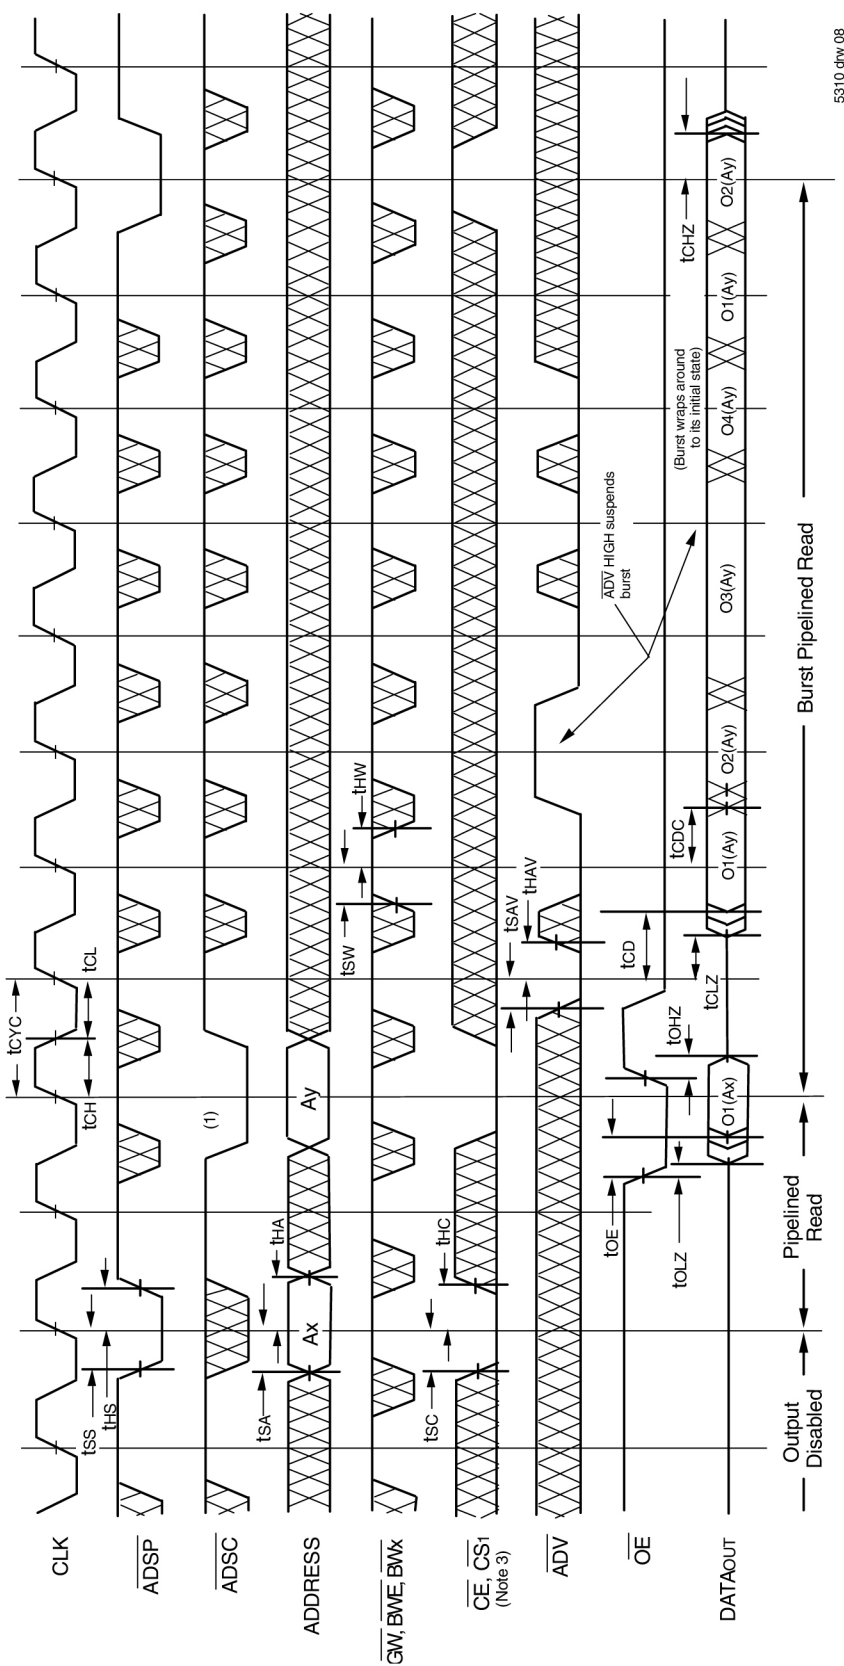 CLK
tCYC
tCH
tCL
tSS
tHS
ADSP
ADSC
(1)
ADDRESS
Ax
Ay
tSA
tHA
GW, BWE, BWx
tSW
tHW
CE, CS1
(Note 3)
tSC
tHC
ADV
tSAV
tHAV
ADV HIGH suspends
burst
OE
tOE
tOHZ
tCD
tOLZ
tCLZ
tCDC
tCHZ
(Burst wraps around
to its initial state)
DATAOUT
O1(Ax)
O1(Ay)
O2(Ay)
O3(Ay)
O4(Ay)
O1(Ay)
O2(Ay)
Output
Disabled
Pipelined
Read
Burst Pipelined Read
5310 drw 08